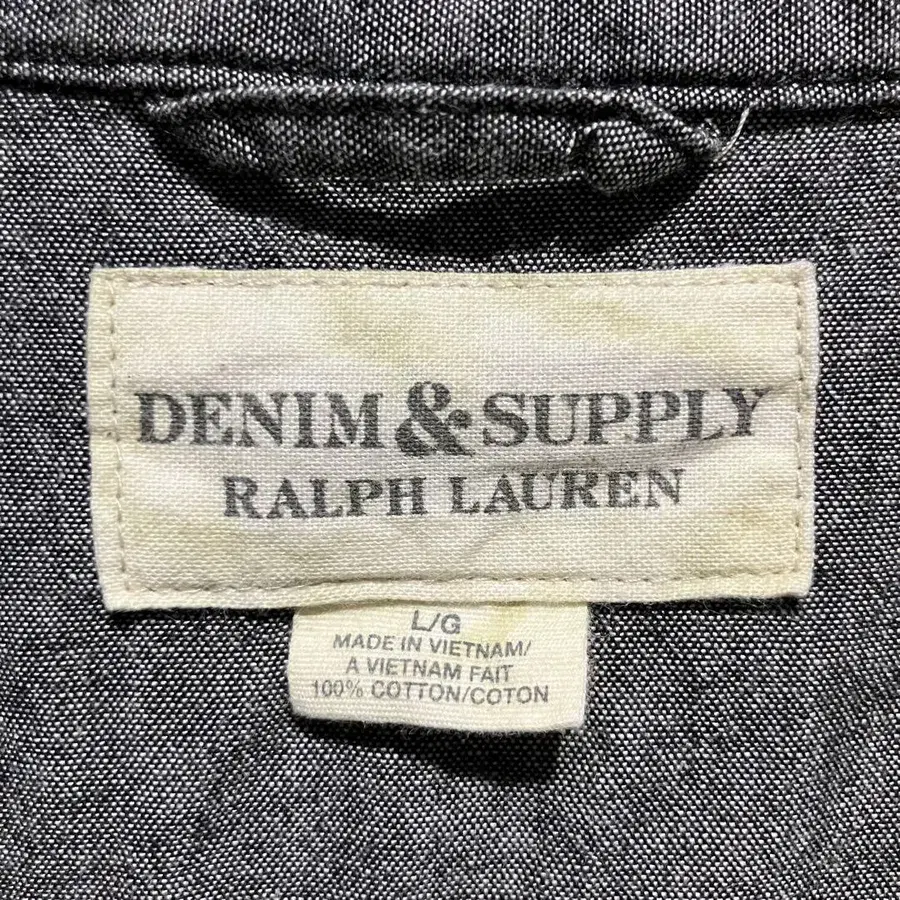 DENIM & SUPPLY
RALPH LAUREN
L/G
MADE IN VIETNAM/
A VIETNAM FAIT
100% COTTON/COTON